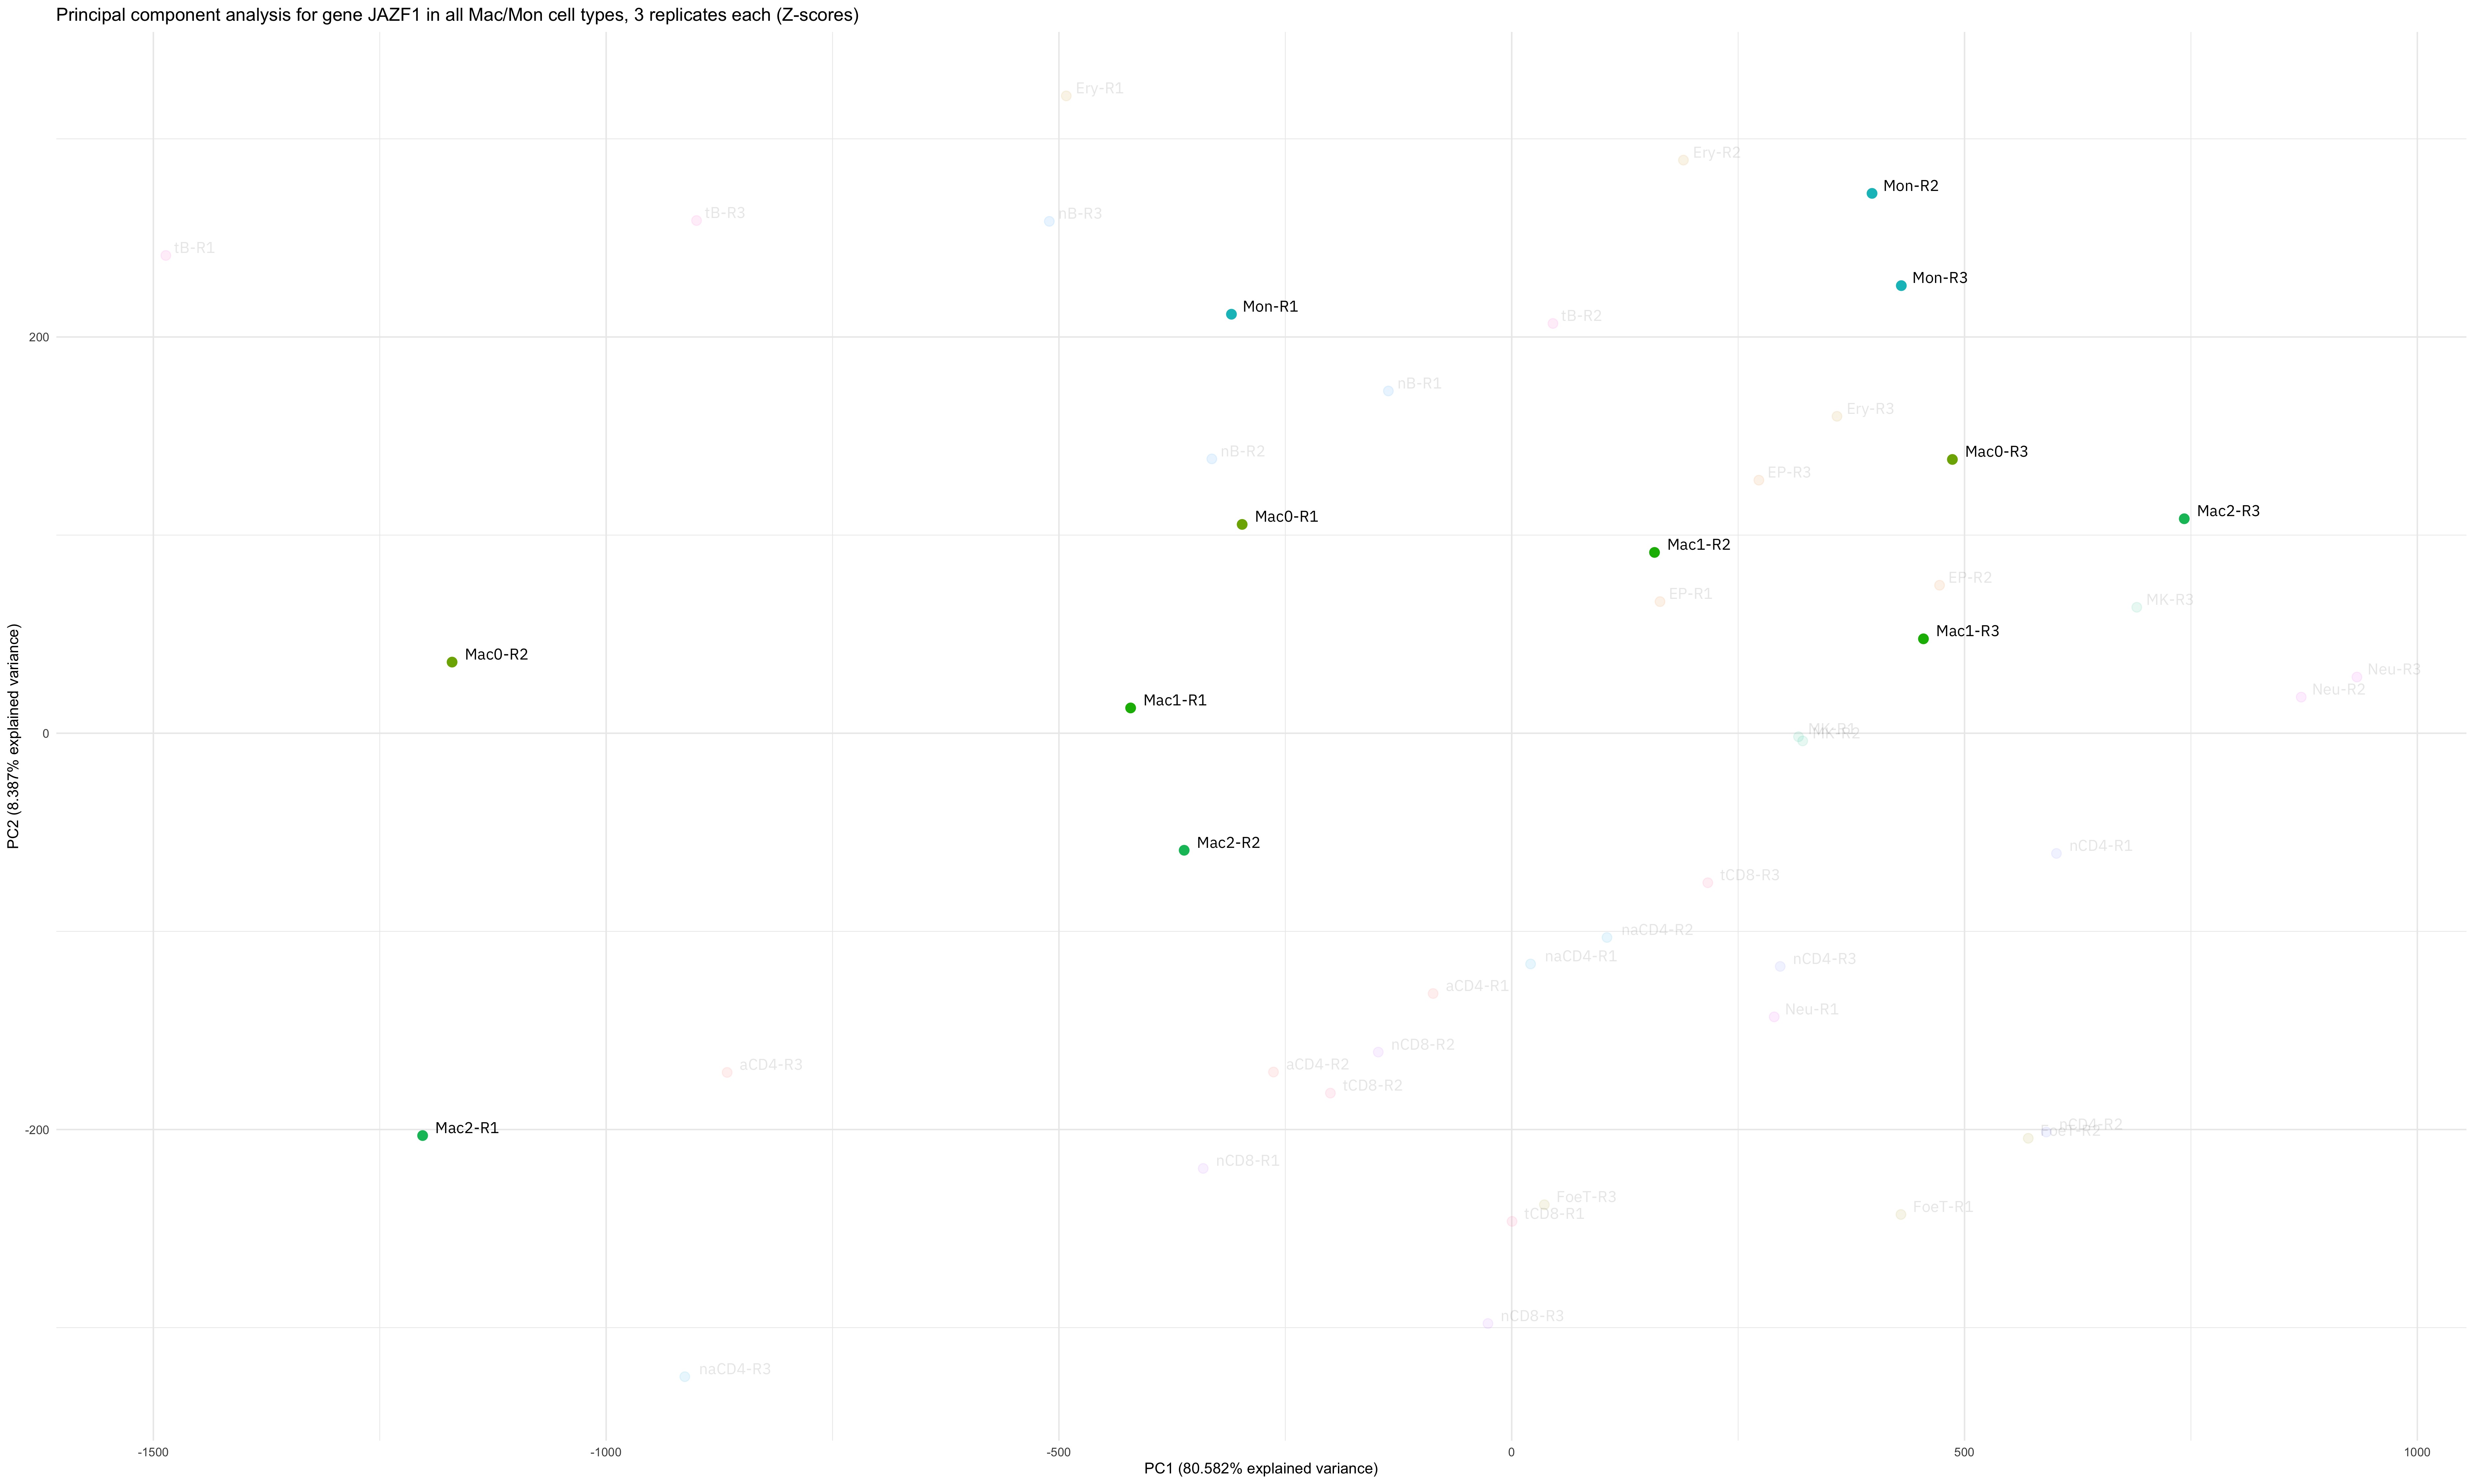 Principal component analysis for gene JAZF1 in all Mac/Mon cell types, 3 replicates each (Z-scores)
Ery-R1
Ery-R2
Mon-R2
tB-R3
nB-R3
tB-R1
Mon-R3
Mon-R1
tB-R2
200
nB-R1
Ery-R3
nB-R2
Mac0-R3
EP-R3
Mac2-R3
Mac0-R1
Mac1-R2
EP-R2
EP-R1
MK-R3
Mac1-R3
Mac0-R2
Neu-R3
Neu-R2
Mac1-R1
MK-R1
MK-R2
0
PC2 (8.387% explained variance)
Mac2-R2
nCD4-R1
tCD8-R3
naCD4-R2
naCD4-R1
nCD4-R3
aCD4-R1
Neu-R1
nCD8-R2
aCD4-R3
aCD4-R2
tCD8-R2
nCD4-R2
Mac2-R1
-200
FoeT-R2
nCD8-R1
FoeT-R3
FoeT-R1
tCD8-R1
nCD8-R3
naCD4-R3
-1500
-1000
-500
0
500
1000
PC1 (80.582% explained variance)